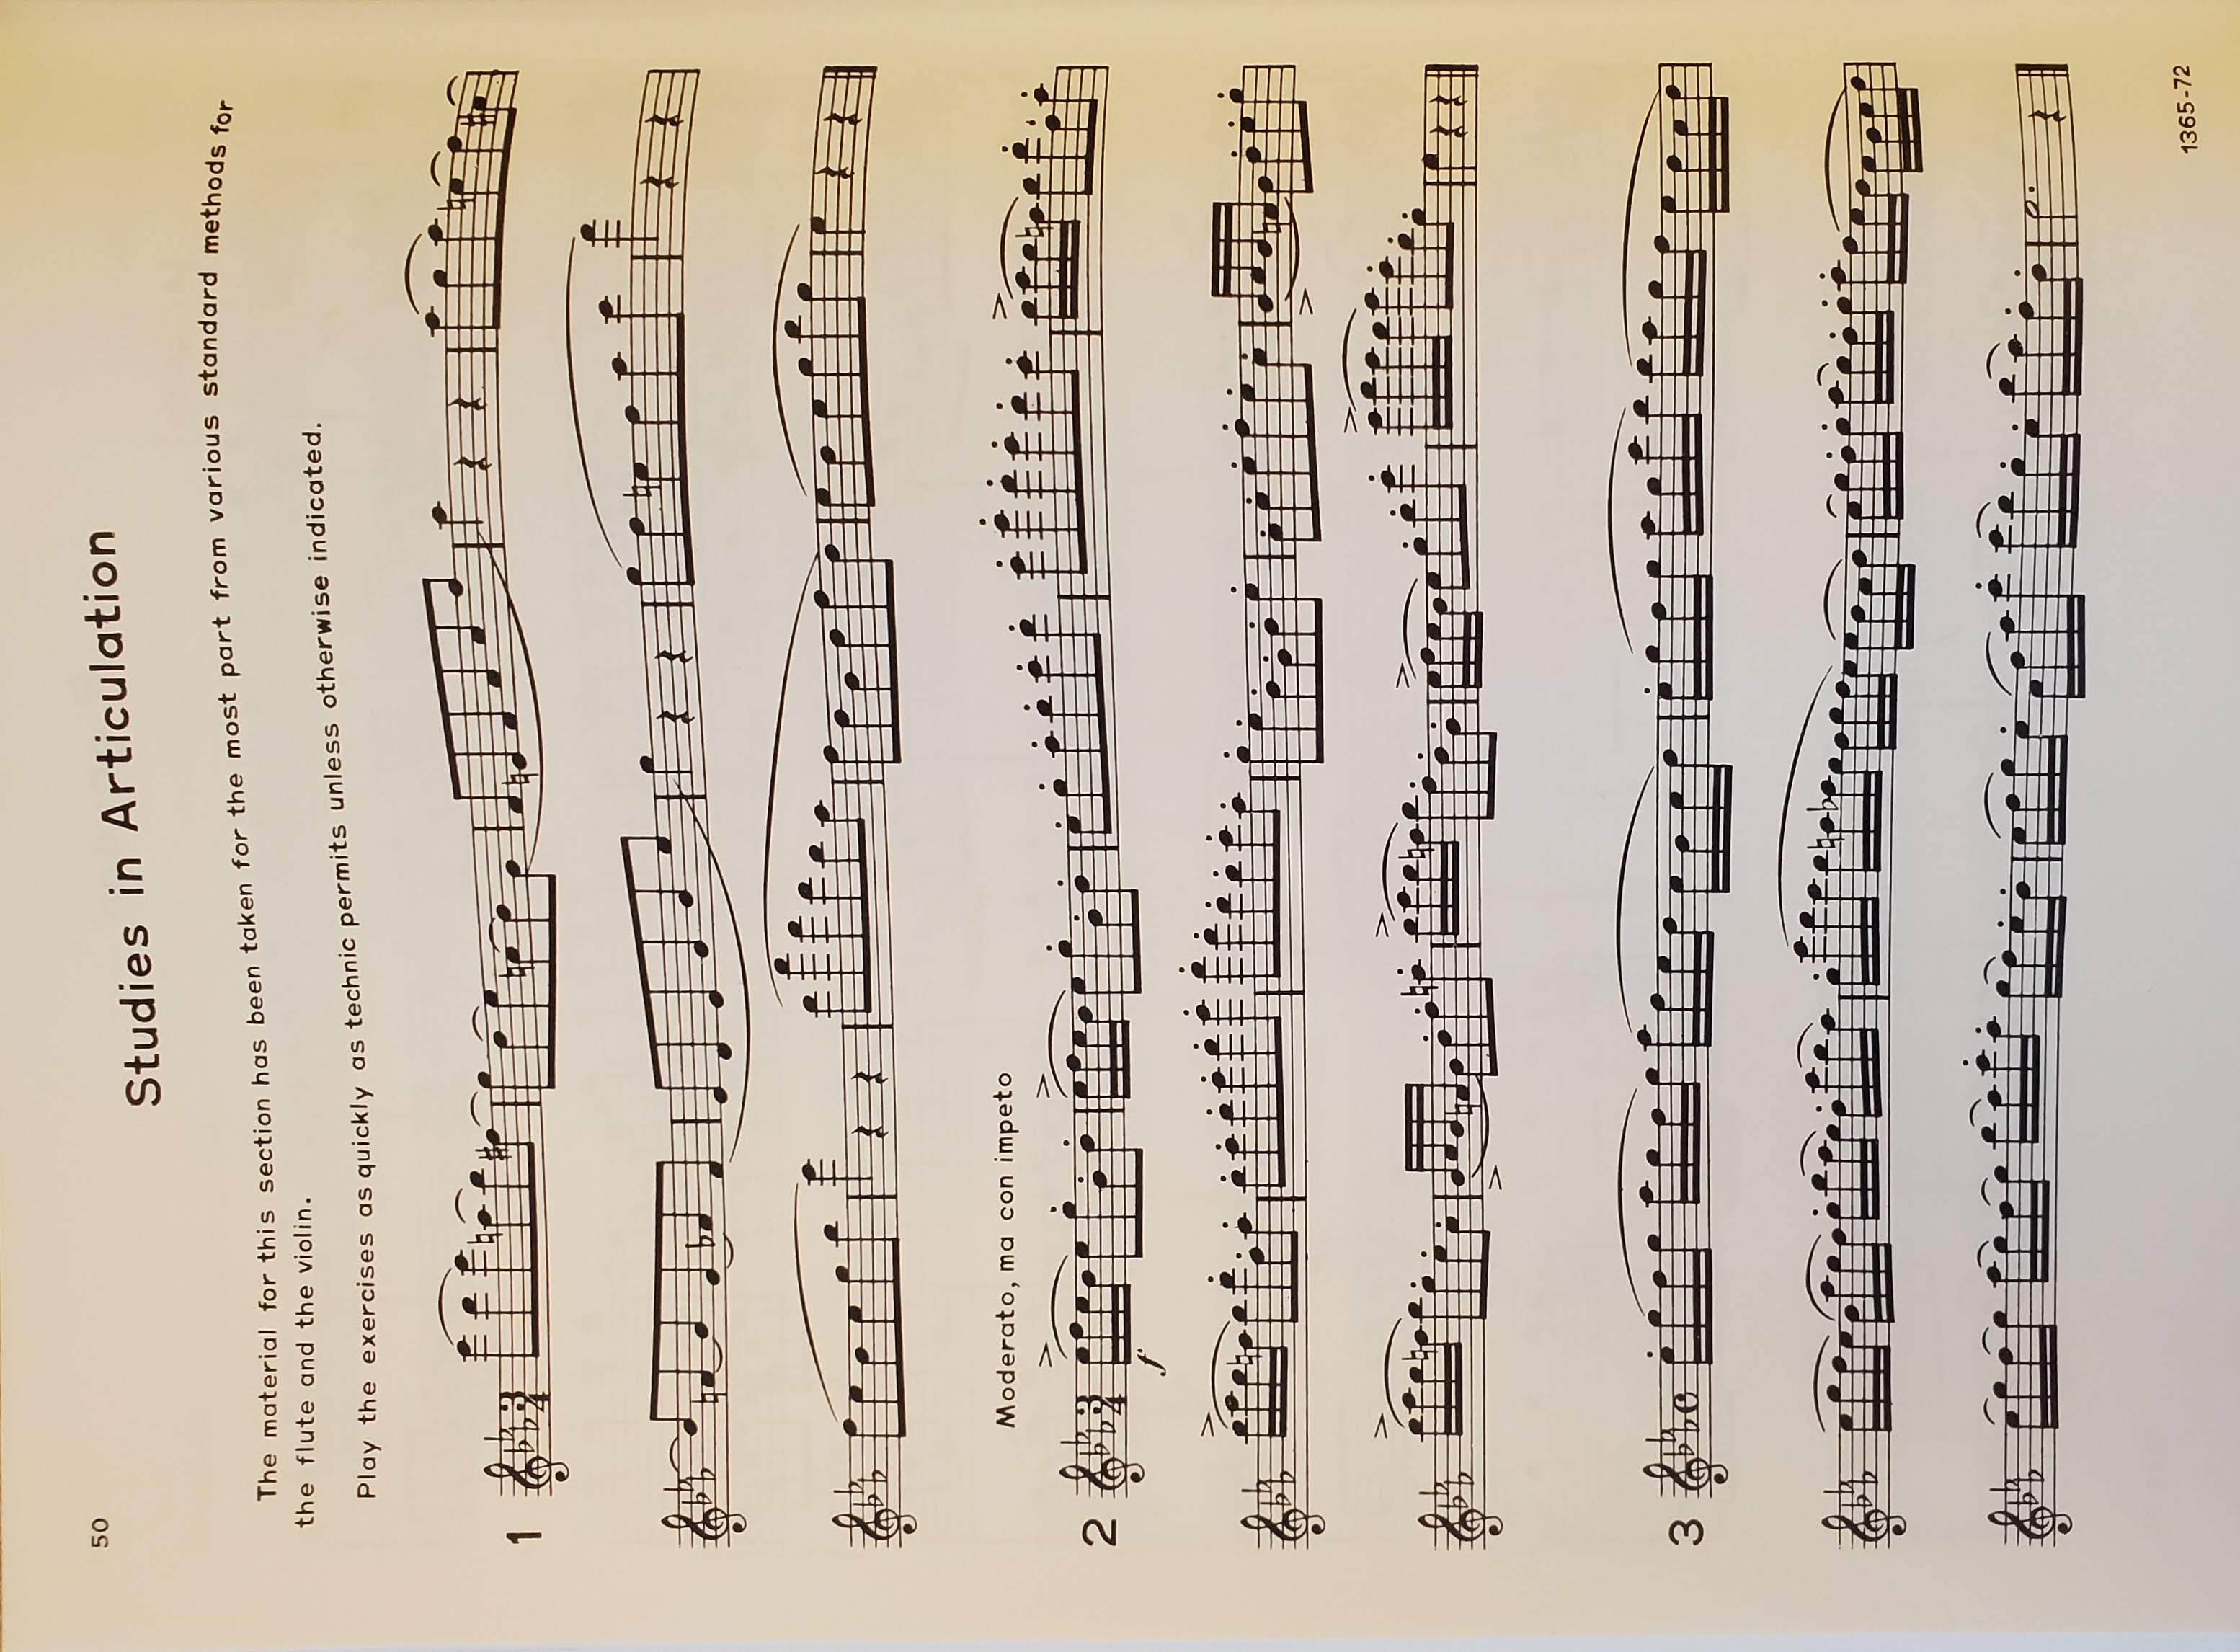 50
Studies in Articulation
The material for this section has been taken for the most part from various standard methods for
the flute and the violin.
Play the exercises as quickly as technic permits unless otherwise indicated.
1
3
4
Moderato, ma con impeto
2
3
4
f
3
1365-72